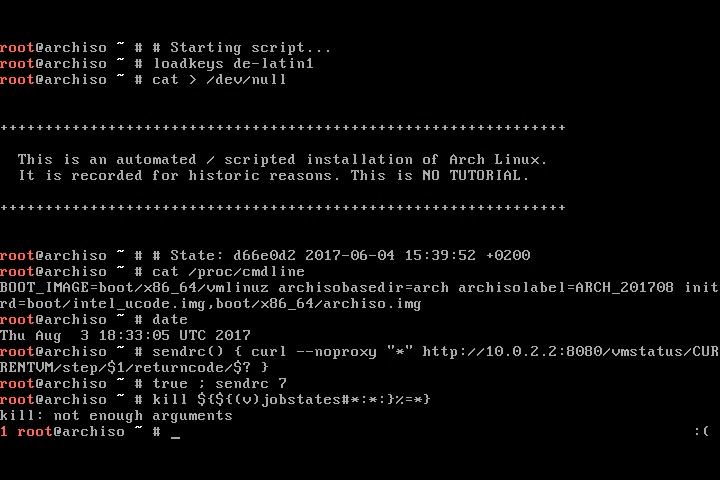 root@archiso ~ # # Starting script...
root@archiso ~ # loadkeys de-latin1
root@archiso ~ # cat > /dev/null
+++++++++++++++++++++++++++++++++++++++++++++++++++++++++++++++
This is an automated / scripted installation of Arch Linux.
It is recorded for historic reasons. This is NO TUTORIAL.
+++++++++++++++++++++++++++++++++++++++++++++++++++++++++++++++
root@archiso ~ # # State: d66e0d2 2017-06-04 15:39:52 +0200
root@archiso ~ # cat /proc/cmdline
BOOT_IMAGE=boot/x86_64/vmlinuz archisobasedir=arch archisolabel=ARCH_201708 init
rd=boot/intel_ucode.img,boot/x86_64/archiso.img
root@archiso ~ # date
Thu Aug  3 18:33:05 UTC 2017
root@archiso ~ # sendrc() { curl --noproxy "*" http://10.0.2.2:8080/vmstatus/CUR
RENTVM/step/$1/returncode/$? }
root@archiso ~ # true ; sendrc 7
root@archiso ~ # kill ${${(v)jobstates#*:*:}%=*}
kill: not enough arguments
1 root@archiso ~ # _ :(